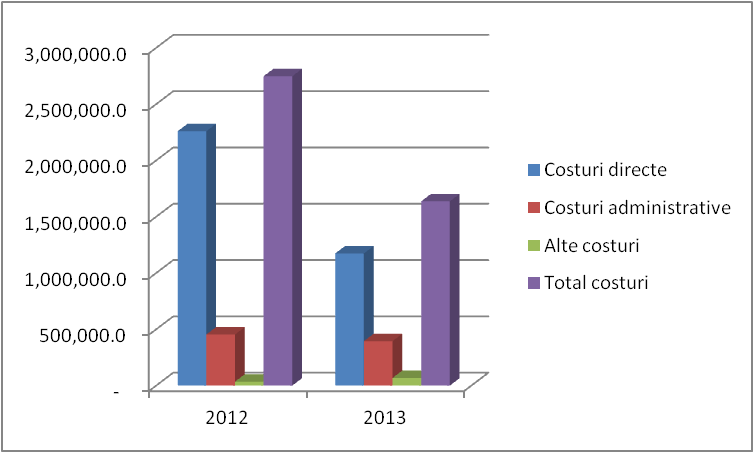 3,000,000.0
2,500,000.0
2,000,000.0
1,500,000.0
1,000,000.0
500,000.0
-
2012
2013
Costuri directe
Costuri administrative
Alte costuri
Total costuri